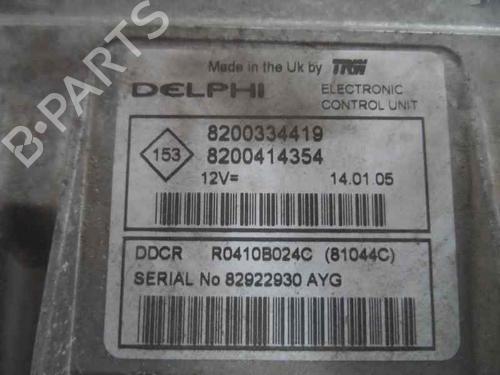 B-PARTS
Made in the Uk by TRW
DELPHI
ELECTRONIC
CONTROL UNIT
153
8200334419
8200414354
12V=
14.01.05
DDCR R0410B024C (81044C)
SERIAL No 82922930 AYG